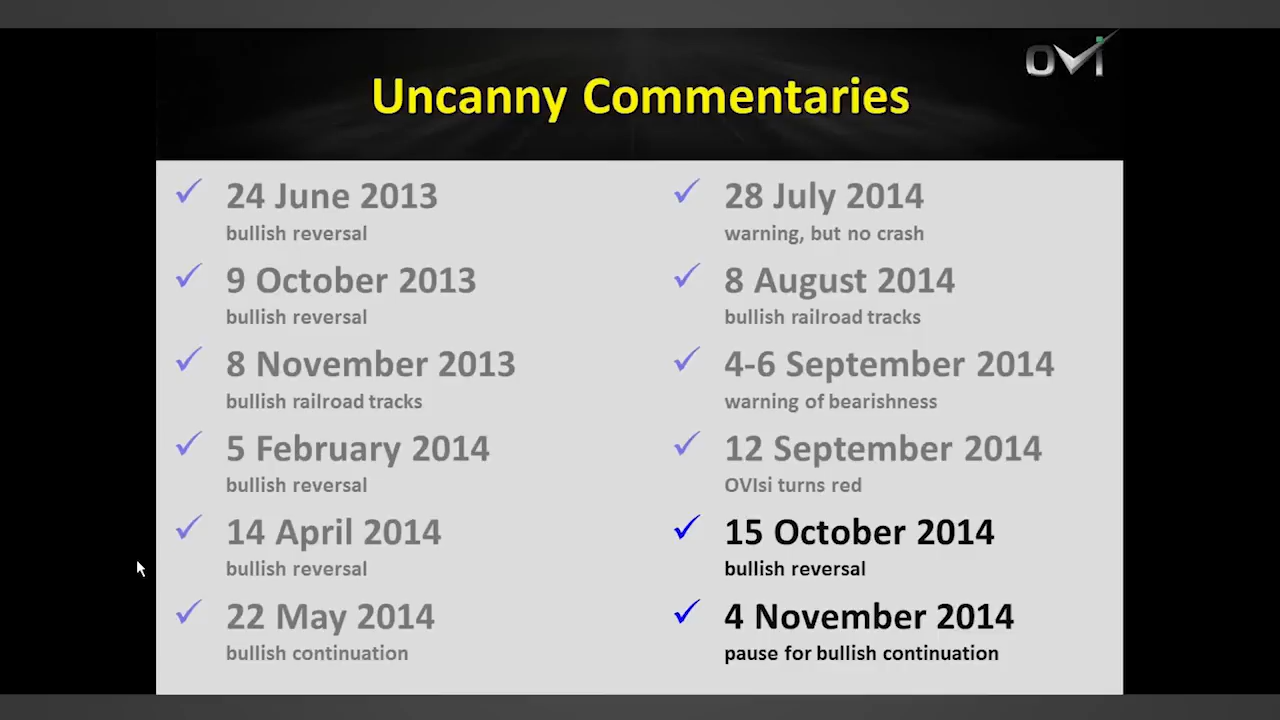 OVI
Uncanny Commentaries
24 June 2013
bullish reversal
9 October 2013
bullish reversal
8 November 2013
bullish railroad tracks
5 February 2014
bullish reversal
14 April 2014
bullish reversal
22 May 2014
bullish continuation
28 July 2014
warning, but no crash
8 August 2014
bullish railroad tracks
4-6 September 2014
warning of bearishness
12 September 2014
OVIsi turns red
15 October 2014
bullish reversal
4 November 2014
pause for bullish continuation